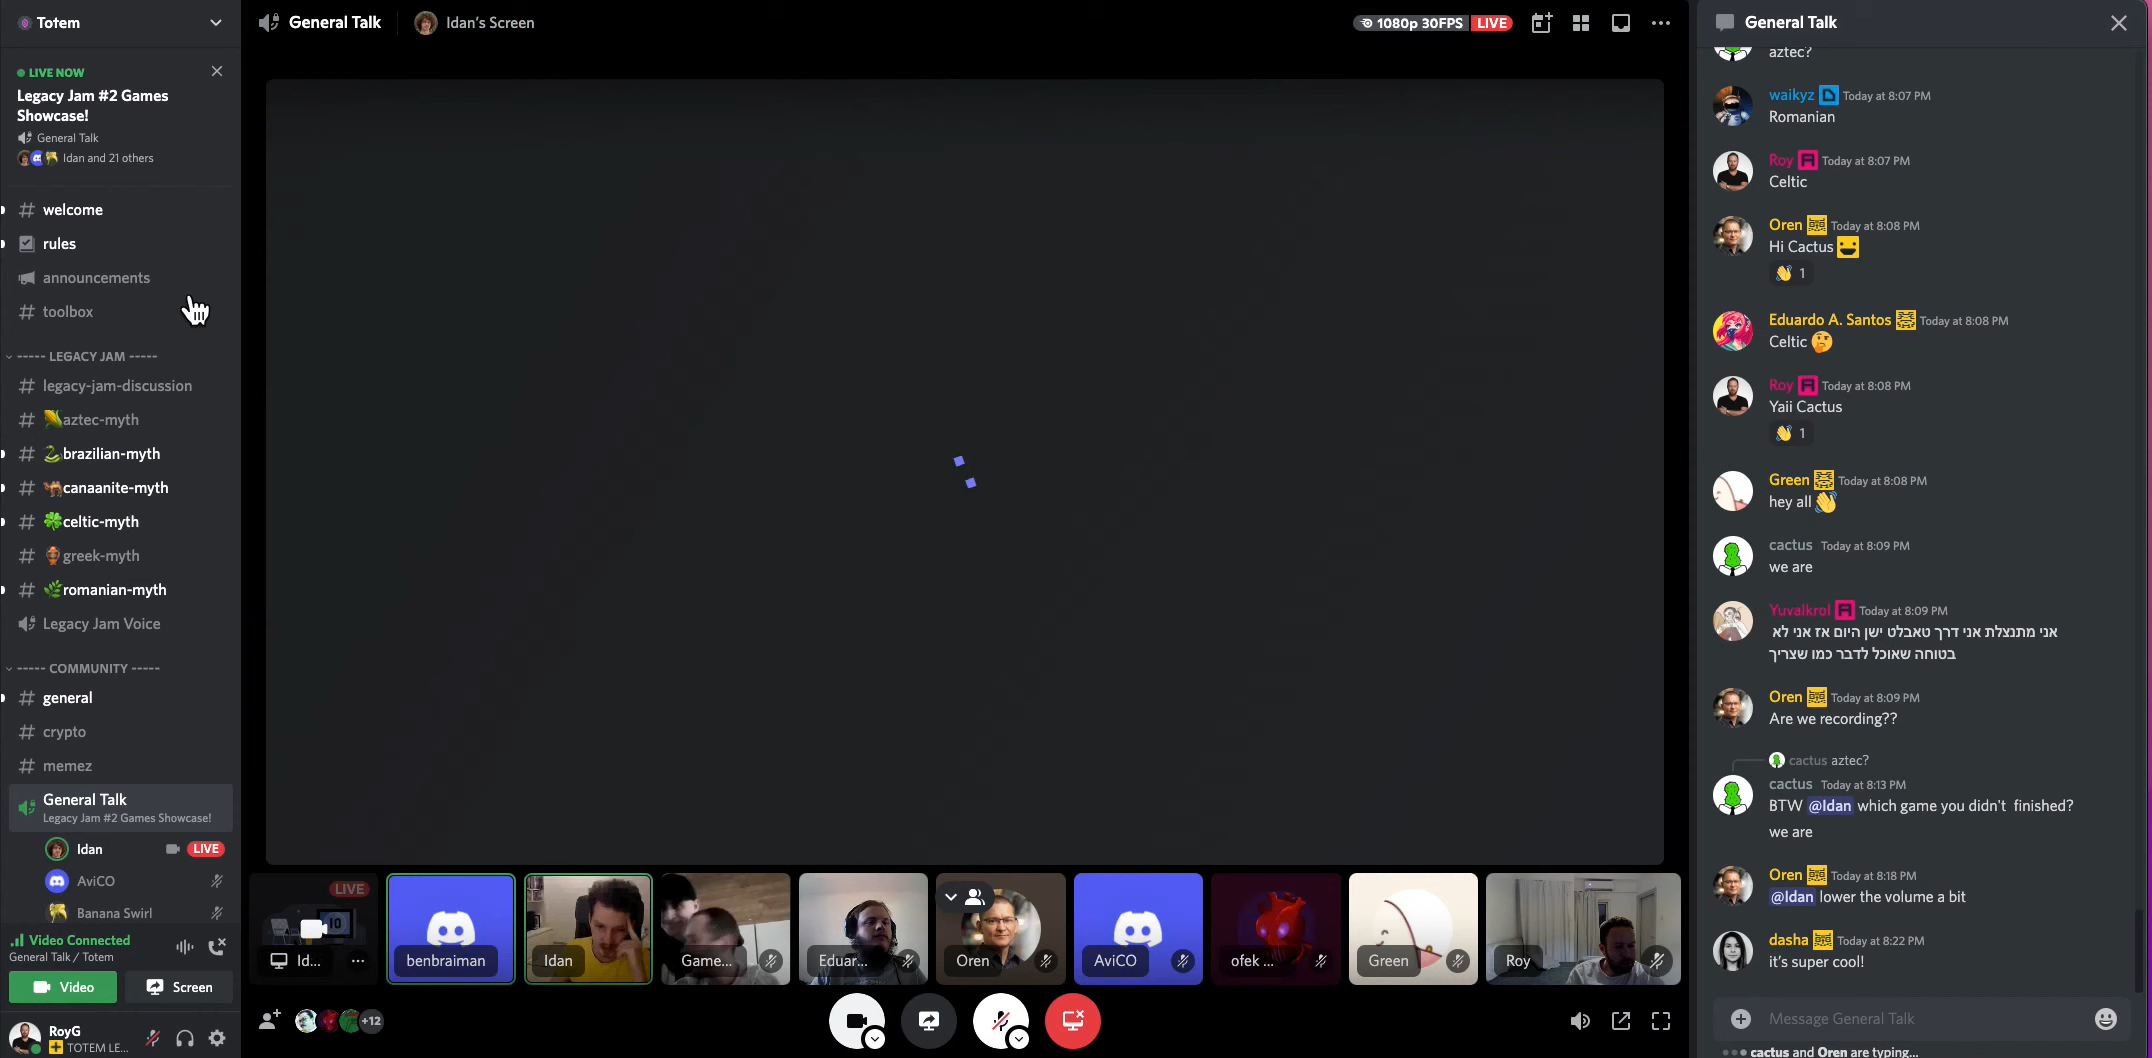 Totem
LIVE NOW
Legacy Jam #2 Games
Showcase!
General Talk
Idan and 21 others
welcome
rules
announcements
toolbox
----- LEGACY JAM -----
legacy-jam-discussion
aztec-myth
brazilian-myth
canaanite-myth
celtic-myth
greek-myth
romanian-myth
Legacy Jam Voice
----- COMMUNITY -----
general
crypto
memez
General Talk
Legacy Jam #2 Games Showcase!
Idan LIVE
AviCO
Banana Swirl
Video Connected
General Talk / Totem
Video Screen
RoyG
TOTEM LE...
General Talk Idan's Screen
1080p 30FPS LIVE
LIVE
Id... ...
benbraiman
Idan
Game...
Eduar...
Oren
AviCO
ofek ...
Green
Roy
+12
General Talk
aztec?
waikyz Today at 8:07 PM
Romanian
Roy Today at 8:07 PM
Celtic
Oren Today at 8:08 PM
Hi Cactus 😃
👋 1
Eduardo A. Santos Today at 8:08 PM
Celtic 🤔
Roy Today at 8:08 PM
Yaii Cactus
👋 1
Green Today at 8:08 PM
hey all 👋
cactus Today at 8:09 PM
we are
Yuvalkrol Today at 8:09 PM
אני מתנצלת אני דרך טאבלט ישן היום אז אני לא
בטוחה שאוכל לדבר כמו שצריך
Oren Today at 8:09 PM
Are we recording??
cactus aztec?
cactus Today at 8:13 PM
BTW @Idan which game you didn't finished?
we are
Oren Today at 8:18 PM
@Idan lower the volume a bit
dasha Today at 8:22 PM
it's super cool!
Message General Talk
cactus and Oren are typing...